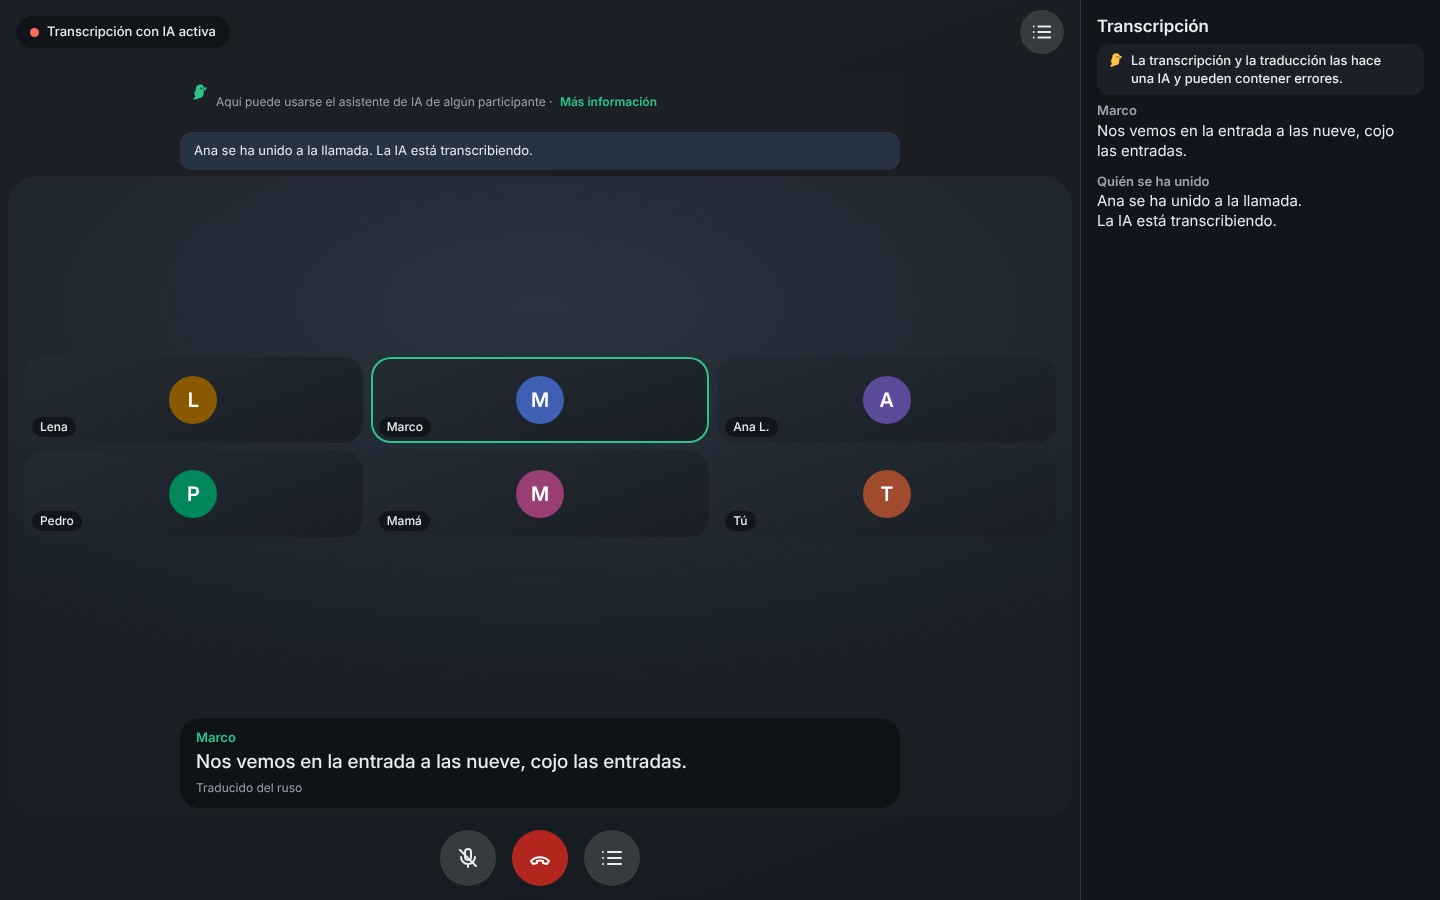 Transcripción con IA activa
Aquí puede usarse el asistente de IA de algún participante · Más información
Ana se ha unido a la llamada. La IA está transcribiendo.
L
Lena
M
Marco
A
Ana L.
P
Pedro
M
Mamá
T
Tú
Marco
Nos vemos en la entrada a las nueve, cojo las entradas.
Traducido del ruso
Transcripción
La transcripción y la traducción las hace
una IA y pueden contener errores.
Marco
Nos vemos en la entrada a las nueve, cojo
las entradas.
Quién se ha unido
Ana se ha unido a la llamada.
La IA está transcribiendo.